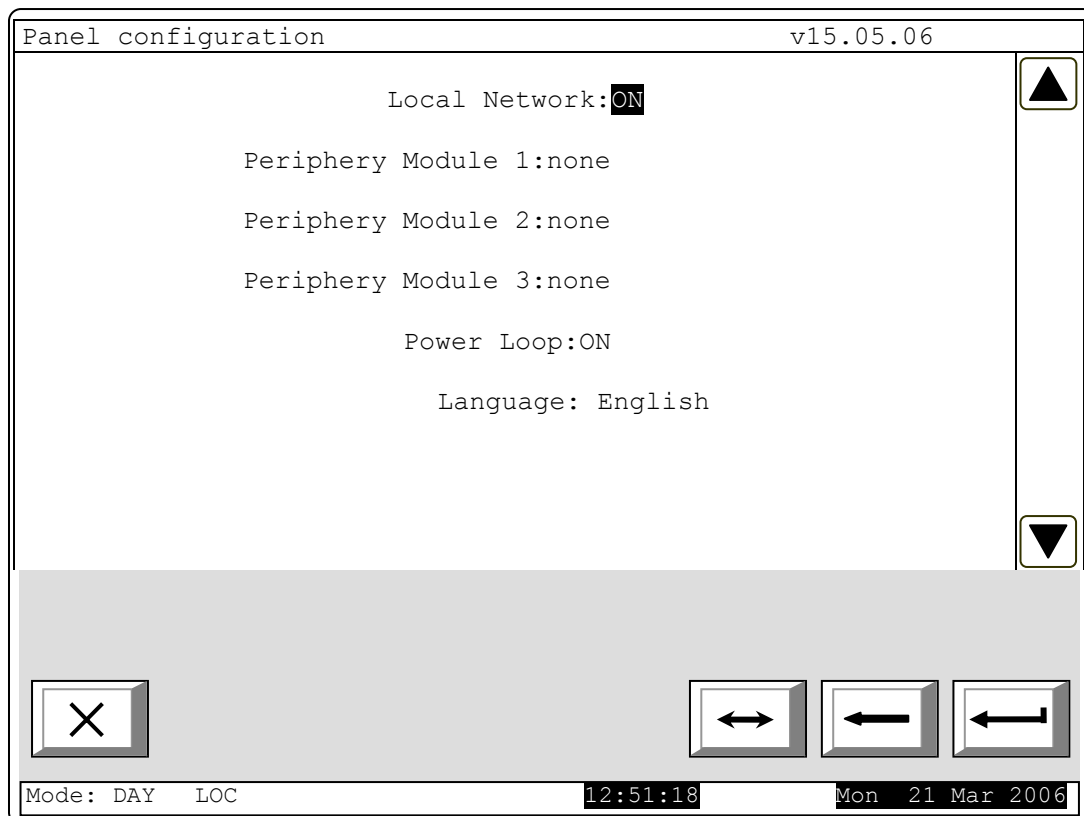 Panel configuration v15.05.06
Local Network:ON
Periphery Module 1:none
Periphery Module 2:none
Periphery Module 3:none
Power Loop:ON
Language: English
Mode: DAY LOC 12:51:18 Mon 21 Mar 2006